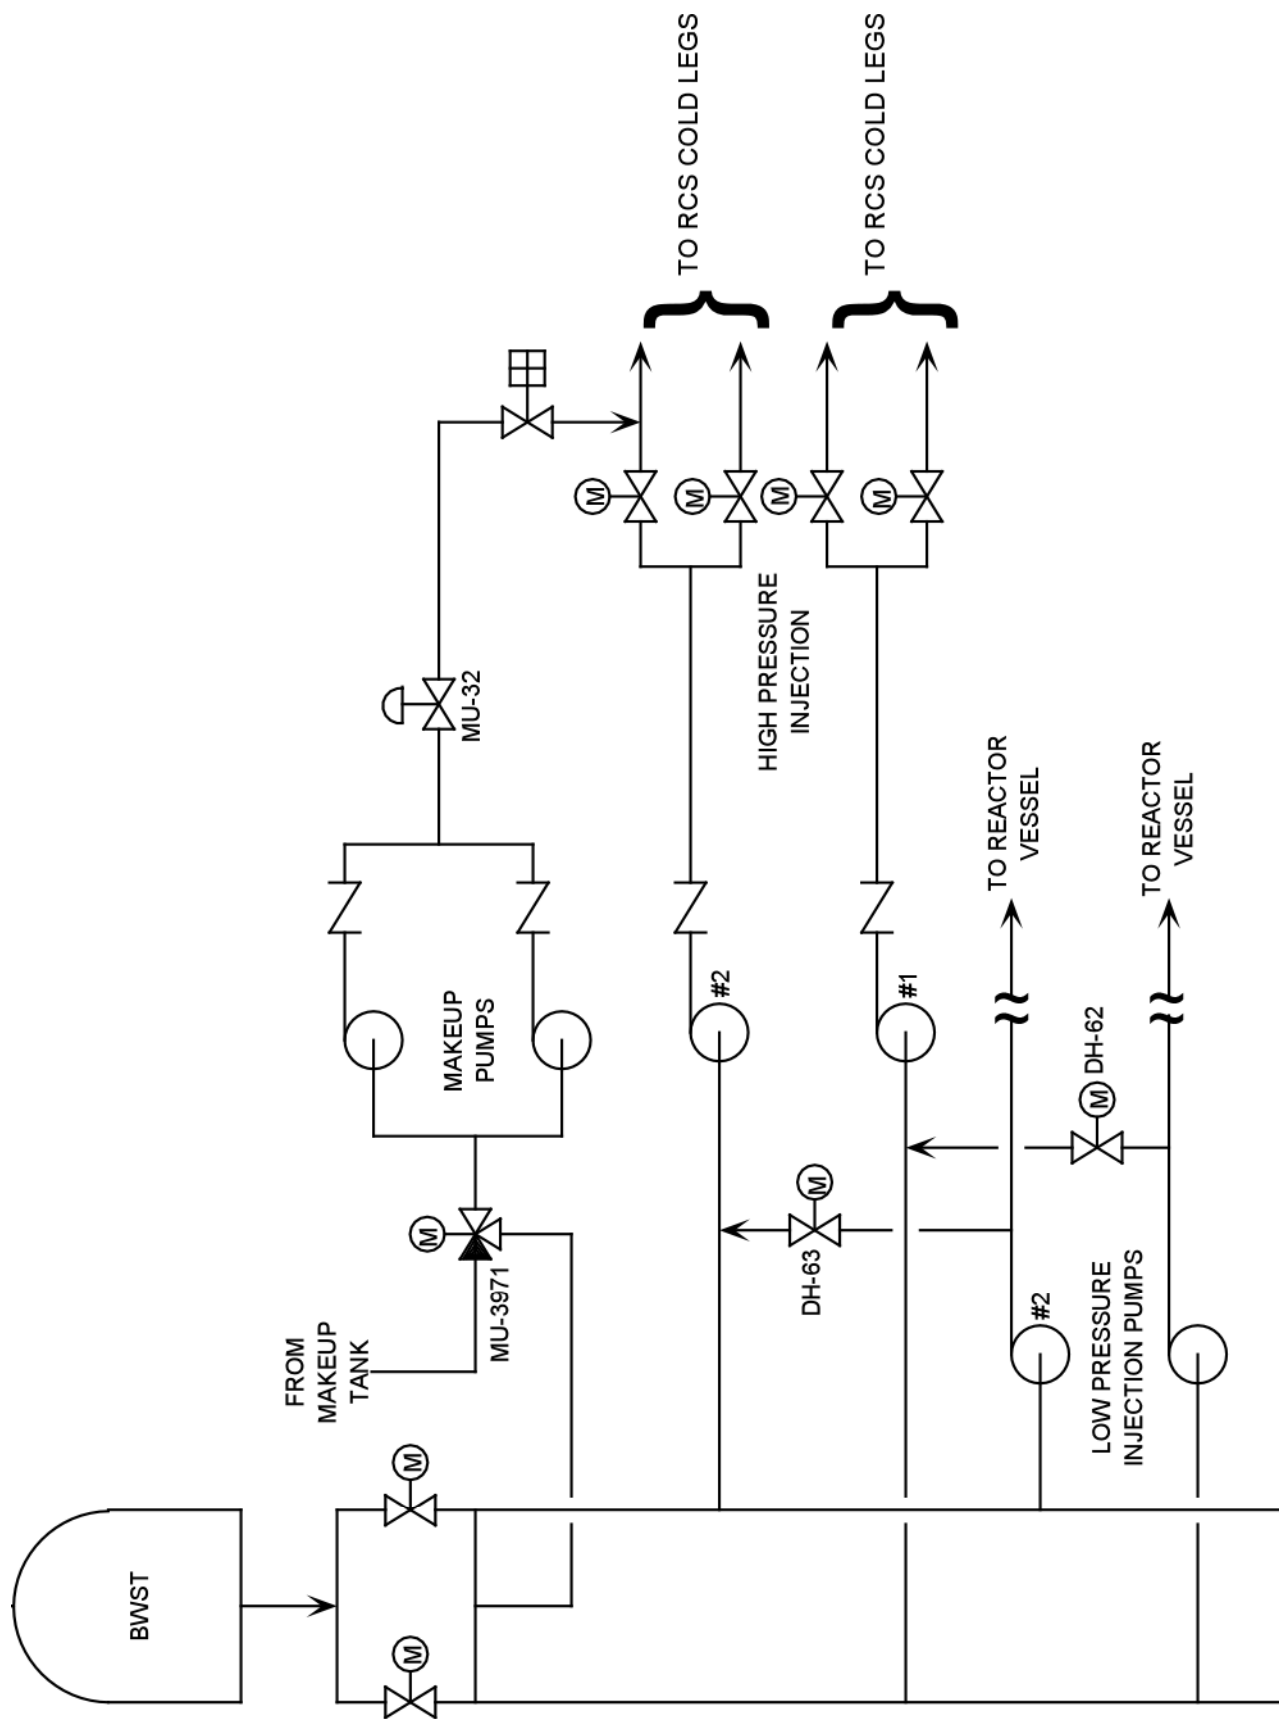 BWST
M
M
FROM
MAKEUP
TANK
M
MU-3971
MAKEUP
PUMPS
MU-32
M
M
M
M
TO RCS COLD LEGS
TO RCS COLD LEGS
HIGH PRESSURE
INJECTION
#2
#1
M
DH-63
M
DH-62
LOW PRESSURE
INJECTION PUMPS
#2
TO REACTOR
VESSEL
TO REACTOR
VESSEL